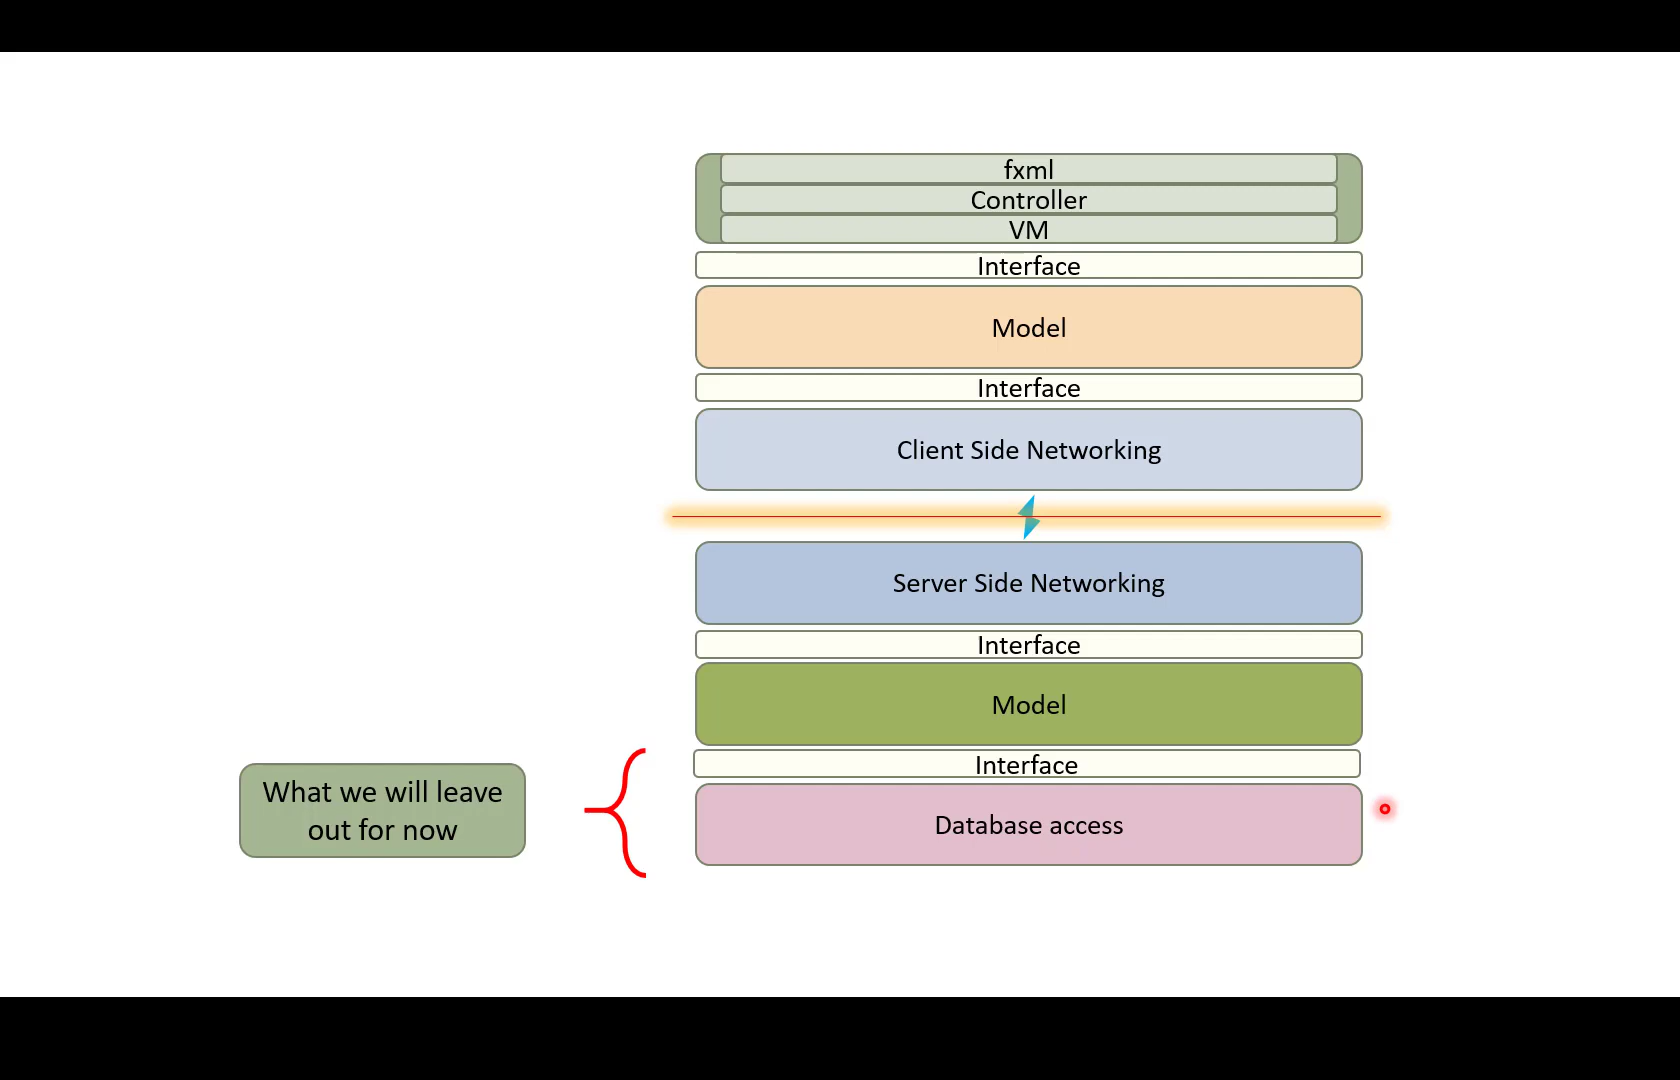 fxml
Controller
VM
Interface
Model
Interface
Client Side Networking
Server Side Networking
Interface
Model
Interface
Database access
What we will leave
out for now